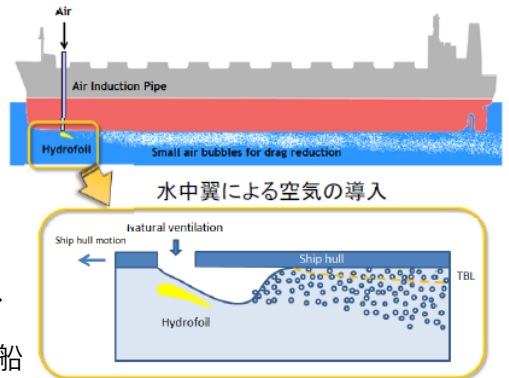 Air
Air Induction Pipe
Hydrofoil
Small air bubbles for drag reduction
水中翼による空気の導入
Natural ventilation
Ship hull motion
Ship hull
TBL
Hydrofoil
船